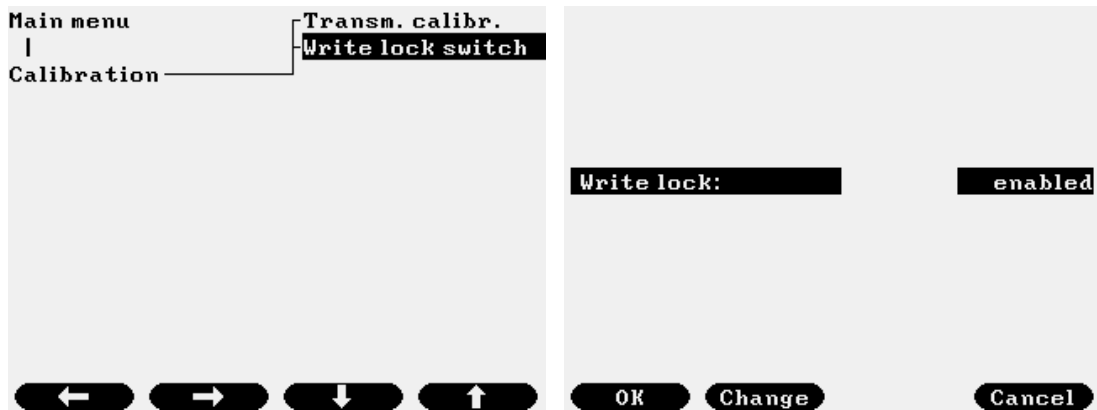 Main menu
Transm. calibr.
Write lock switch
Calibration
Write lock: enabled
OK Change Cancel